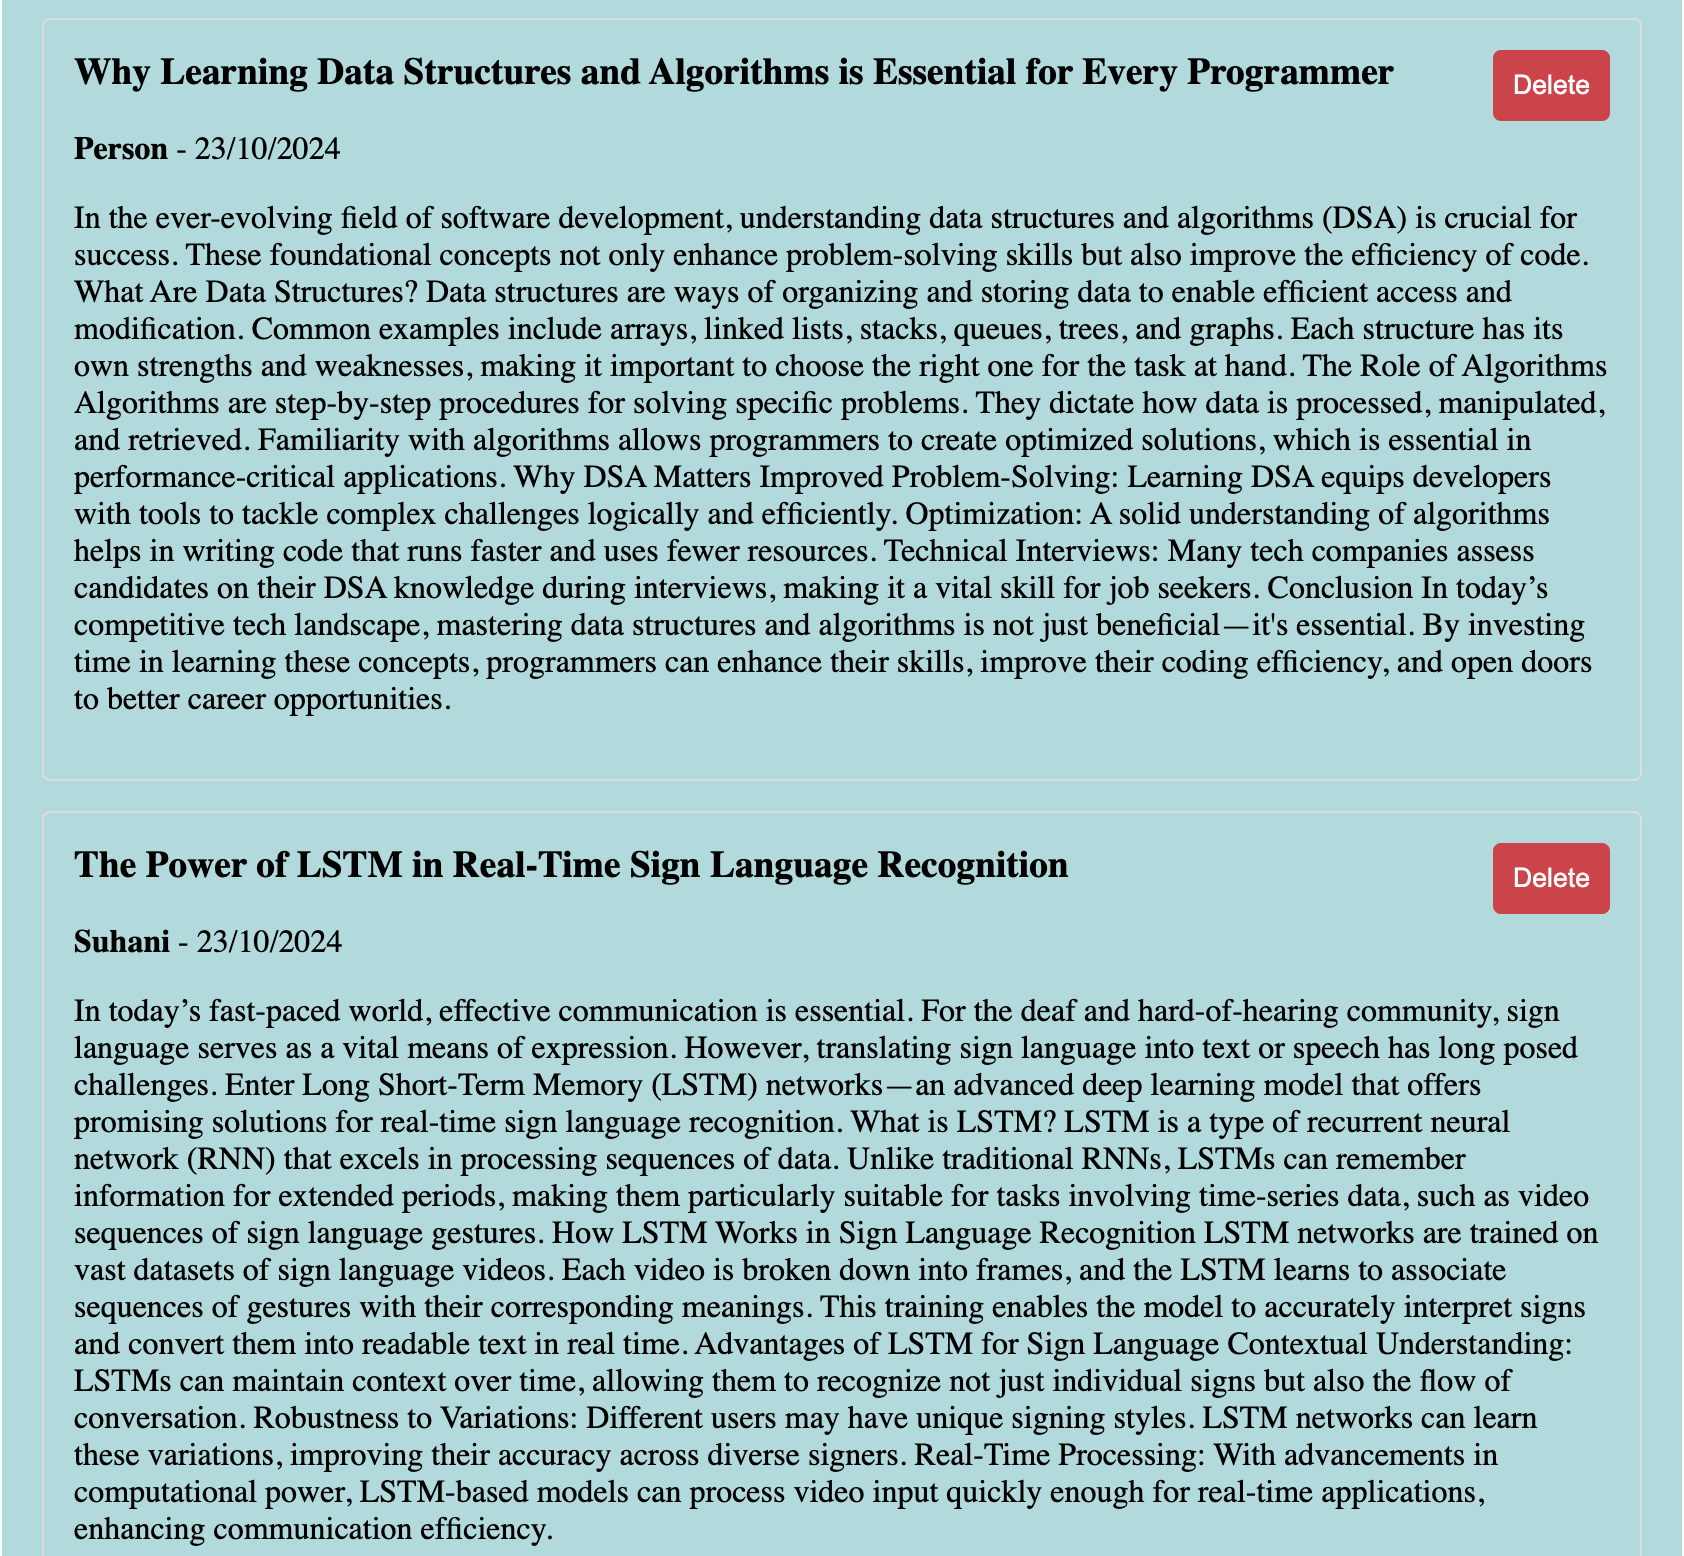 Why Learning Data Structures and Algorithms is Essential for Every Programmer
Delete
Person - 23/10/2024
In the ever-evolving field of software development, understanding data structures and algorithms (DSA) is crucial for
success. These foundational concepts not only enhance problem-solving skills but also improve the efficiency of code.
What Are Data Structures? Data structures are ways of organizing and storing data to enable efficient access and
modification. Common examples include arrays, linked lists, stacks, queues, trees, and graphs. Each structure has its
own strengths and weaknesses, making it important to choose the right one for the task at hand. The Role of Algorithms
Algorithms are step-by-step procedures for solving specific problems. They dictate how data is processed, manipulated,
and retrieved. Familiarity with algorithms allows programmers to create optimized solutions, which is essential in
performance-critical applications. Why DSA Matters Improved Problem-Solving: Learning DSA equips developers
with tools to tackle complex challenges logically and efficiently. Optimization: A solid understanding of algorithms
helps in writing code that runs faster and uses fewer resources. Technical Interviews: Many tech companies assess
candidates on their DSA knowledge during interviews, making it a vital skill for job seekers. Conclusion In today’s
competitive tech landscape, mastering data structures and algorithms is not just beneficial—it's essential. By investing
time in learning these concepts, programmers can enhance their skills, improve their coding efficiency, and open doors
to better career opportunities.
The Power of LSTM in Real-Time Sign Language Recognition
Delete
Suhani - 23/10/2024
In today’s fast-paced world, effective communication is essential. For the deaf and hard-of-hearing community, sign
language serves as a vital means of expression. However, translating sign language into text or speech has long posed
challenges. Enter Long Short-Term Memory (LSTM) networks—an advanced deep learning model that offers
promising solutions for real-time sign language recognition. What is LSTM? LSTM is a type of recurrent neural
network (RNN) that excels in processing sequences of data. Unlike traditional RNNs, LSTMs can remember
information for extended periods, making them particularly suitable for tasks involving time-series data, such as video
sequences of sign language gestures. How LSTM Works in Sign Language Recognition LSTM networks are trained on
vast datasets of sign language videos. Each video is broken down into frames, and the LSTM learns to associate
sequences of gestures with their corresponding meanings. This training enables the model to accurately interpret signs
and convert them into readable text in real time. Advantages of LSTM for Sign Language Contextual Understanding:
LSTMs can maintain context over time, allowing them to recognize not just individual signs but also the flow of
conversation. Robustness to Variations: Different users may have unique signing styles. LSTM networks can learn
these variations, improving their accuracy across diverse signers. Real-Time Processing: With advancements in
computational power, LSTM-based models can process video input quickly enough for real-time applications,
enhancing communication efficiency.